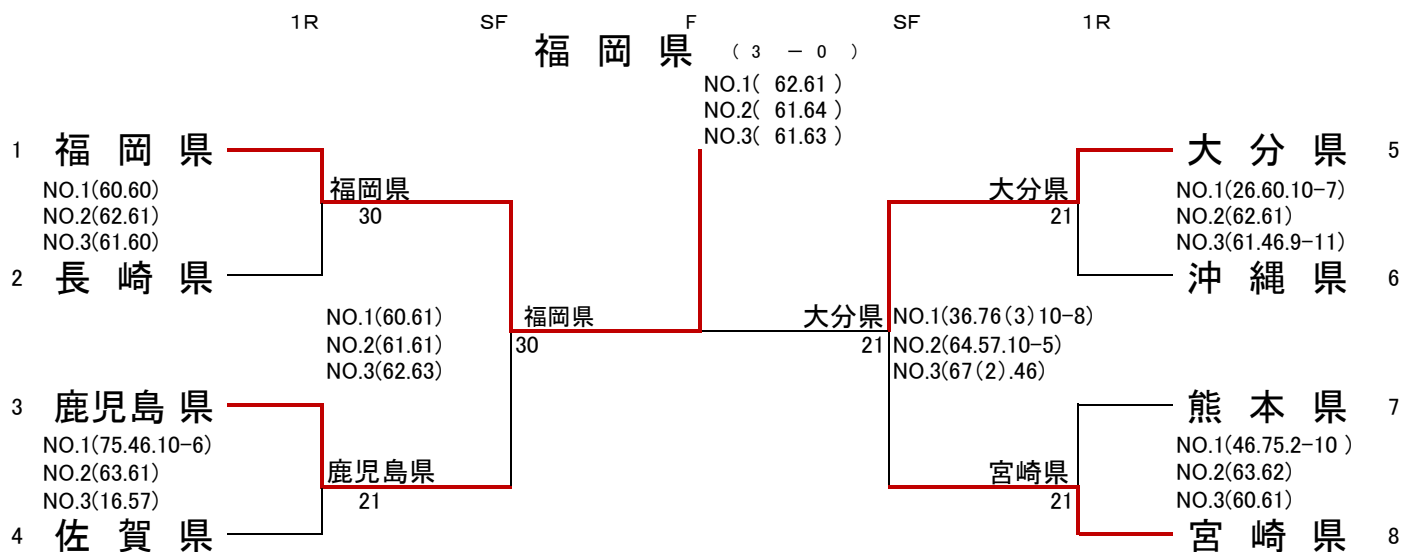 1R SF F SF 1R
福岡県 (3-0)
NO.1( 62.61 )
NO.2( 61.64 )
NO.3( 61.63 )
1 福岡県
NO.1(60.60)
NO.2(62.61)
NO.3(61.60)
福岡県
30
2 長崎県
NO.1(60.61)
NO.2(61.61)
NO.3(62.63)
福岡県
30
3 鹿児島県
NO.1(75.46.10-6)
NO.2(63.61)
NO.3(16.57)
鹿児島県
21
4 佐賀県
大分県 5
NO.1(26.60.10-7)
NO.2(62.61)
NO.3(61.46.9-11)
大分県
21
沖縄県 6
大分県
21
NO.1(36.76(3)10-8)
NO.2(64.57.10-5)
NO.3(67(2).46)
熊本県 7
NO.1(46.75.2-10 )
NO.2(63.62)
NO.3(60.61)
宮崎県
21
宮崎県 8